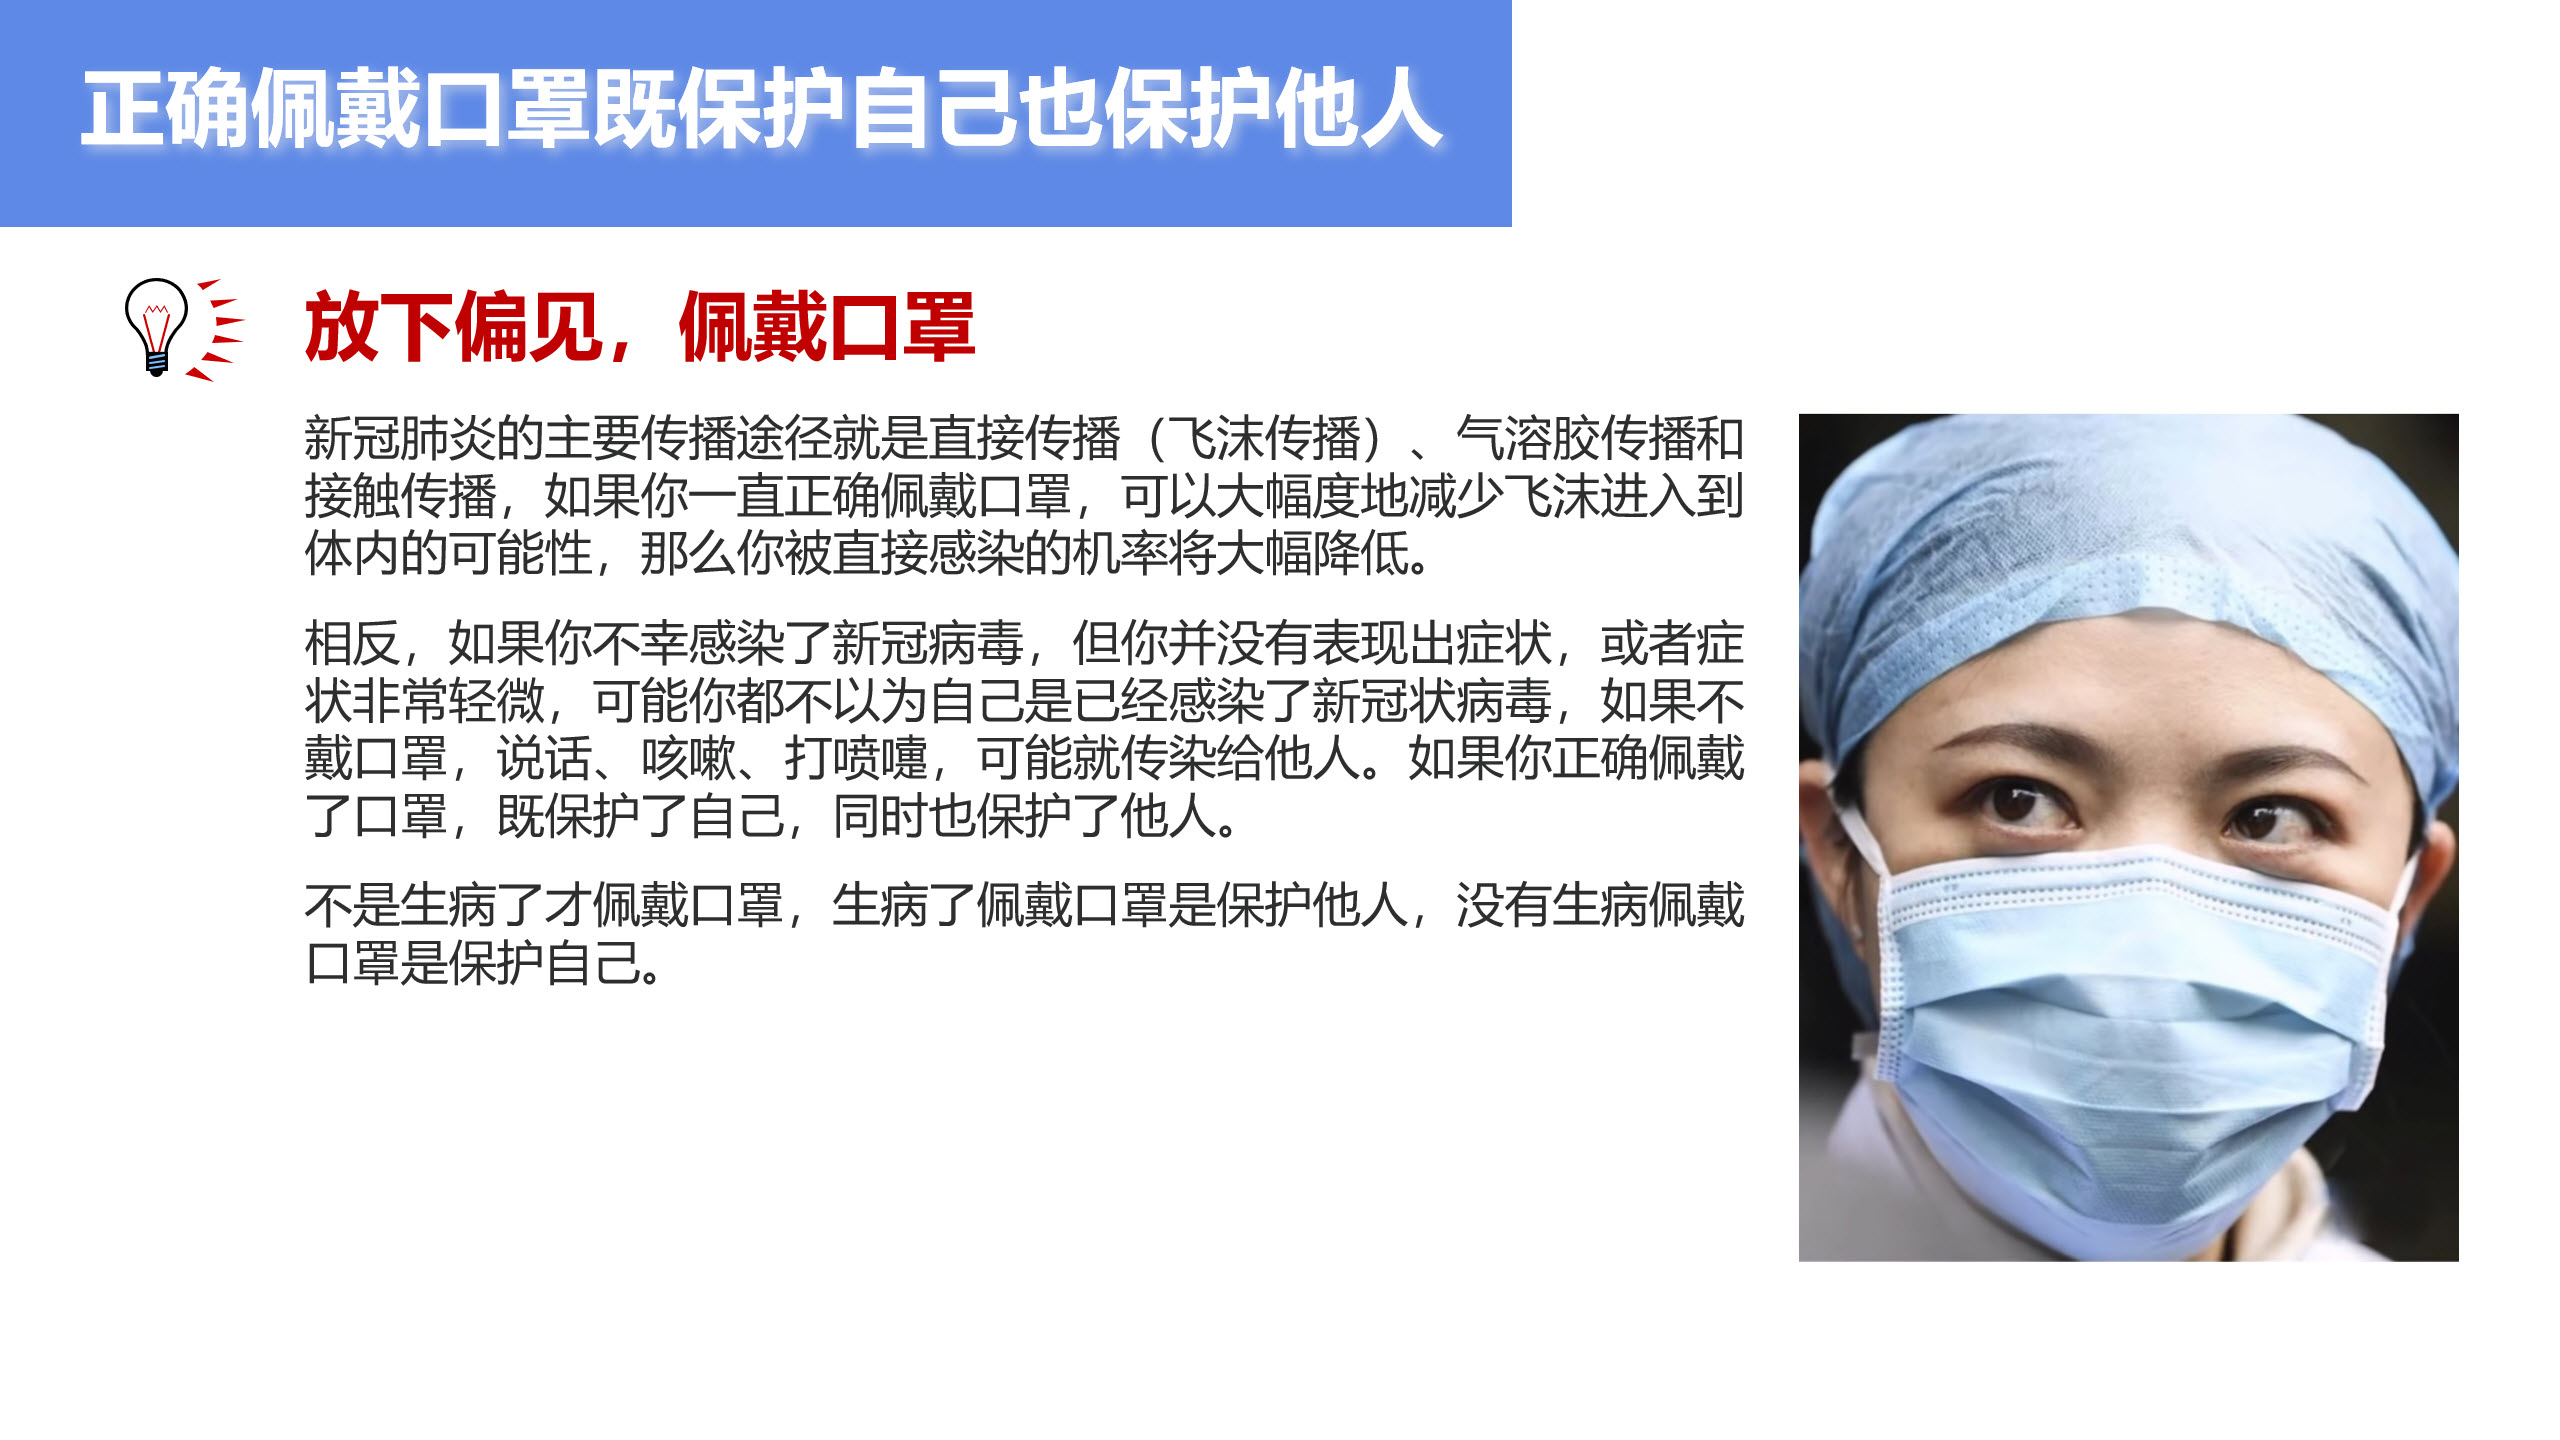 正确佩戴口罩既保护自己也保护他人
放下偏见，佩戴口罩
新冠肺炎的主要传播途径就是直接传播（飞沫传播）、气溶胶传播和
接触传播，如果你一直正确佩戴口罩，可以大幅度地减少飞沫进入到
体内的可能性，那么你被直接感染的机率将大幅降低。
相反，如果你不幸感染了新冠病毒，但你并没有表现出症状，或者症
状非常轻微，可能你都不以为自己是已经感染了新冠状病毒，如果不
戴口罩，说话、咳嗽、打喷嚏，可能就传染给他人。如果你正确佩戴
了口罩，既保护了自己，同时也保护了他人。
不是生病了才佩戴口罩，生病了佩戴口罩是保护他人，没有生病佩戴
口罩是保护自己。